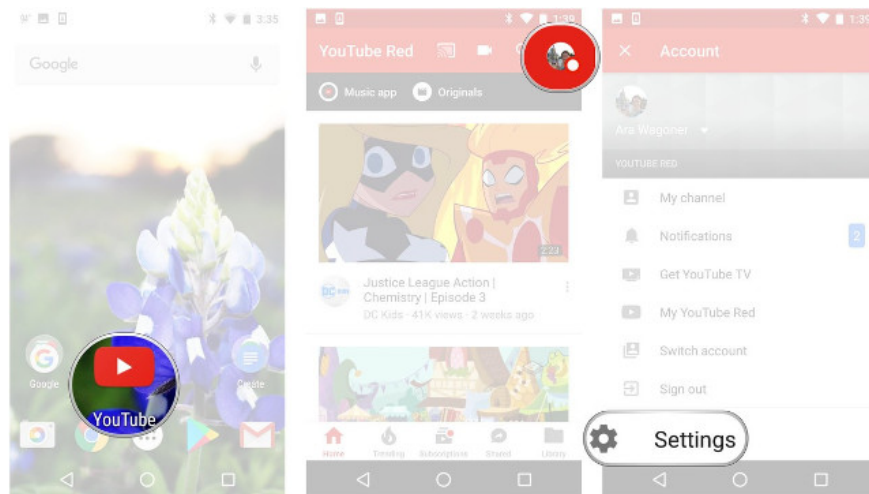 3:35
Google
Google
Create
YouTube
1:39
YouTube Red
Music app
Originals
2:23
DC KIDS
Justice League Action |
Chemistry | Episode 3
DC Kids · 41K views · 2 weeks ago
Home
Trending
Subscriptions
Shared
Library
1:39
Account
Ara Wagoner
YOUTUBE RED
My channel
Notifications
2
Get YouTube TV
My YouTube Red
Switch account
Sign out
Settings